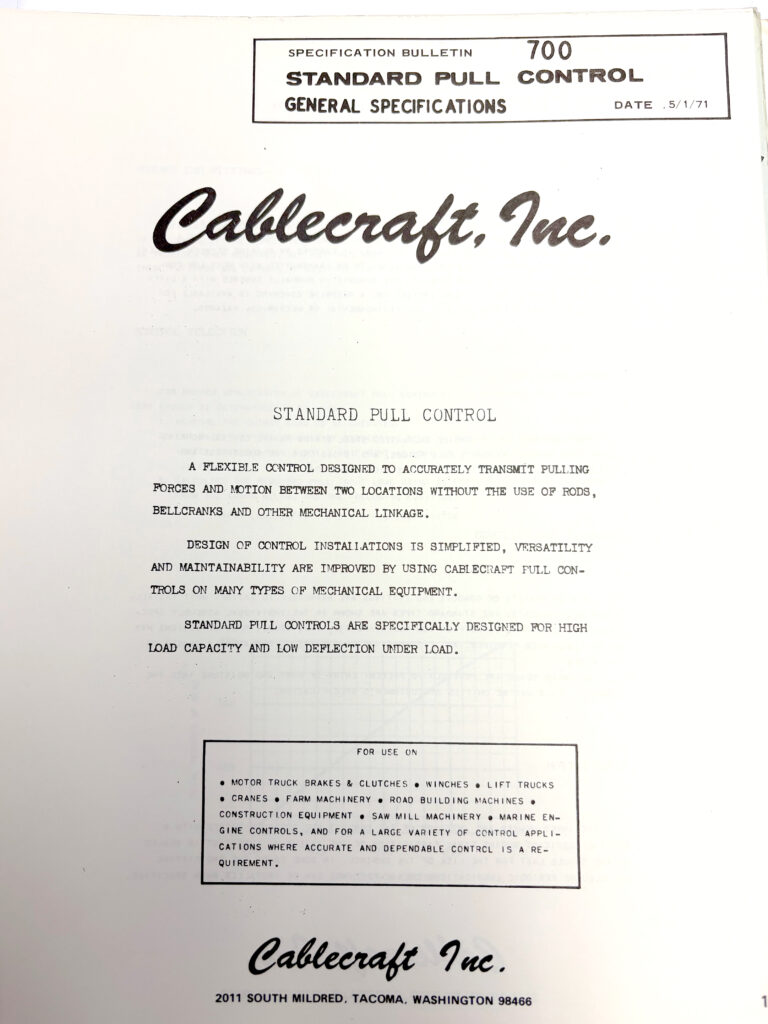 SPECIFICATION BULLETIN 700
STANDARD PULL CONTROL
GENERAL SPECIFICATIONS DATE .5/1/71
Cablecraft, Inc.
STANDARD PULL CONTROL
A FLEXIBLE CONTROL DESIGNED TO ACCURATELY TRANSMIT PULLING
FORCES AND MOTION BETWEEN TWO LOCATIONS WITHOUT THE USE OF RODS,
BELLCRANKS AND OTHER MECHANICAL LINKAGE.
DESIGN OF CONTROL INSTALLATIONS IS SIMPLIFIED, VERSATILITY
AND MAINTAINABILITY ARE IMPROVED BY USING CABLECRAFT PULL CON-
TROLS ON MANY TYPES OF MECHANICAL EQUIPMENT.
STANDARD PULL CONTROLS ARE SPECIFICALLY DESIGNED FOR HIGH
LOAD CAPACITY AND LOW DEFLECTION UNDER LOAD.
FOR USE ON
• MOTOR TRUCK BRAKES & CLUTCHES • WINCHES • LIFT TRUCKS
• CRANES • FARM MACHINERY • ROAD BUILDING MACHINES •
CONSTRUCTION EQUIPMENT • SAW MILL MACHINERY • MARINE EN-
GINE CONTROLS, AND FOR A LARGE VARIETY OF CONTROL APPLI-
CATIONS WHERE ACCURATE AND DEPENDABLE CONTROL IS A RE-
QUIREMENT.
Cablecraft Inc.
2011 SOUTH MILDRED, TACOMA, WASHINGTON 98466
1